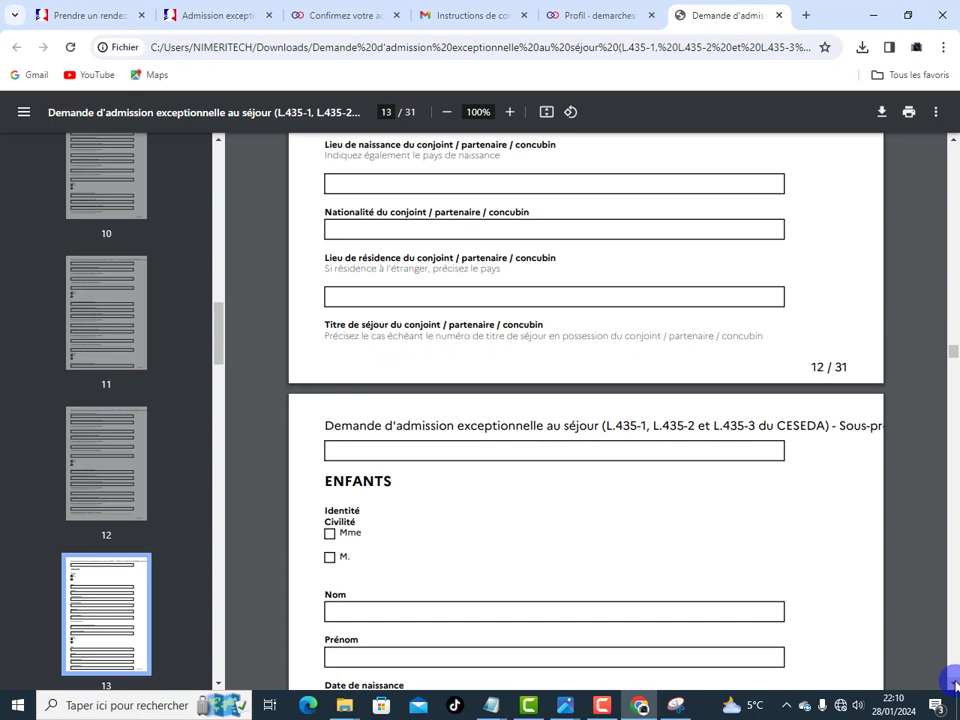 Prendre un rendez
Admission excepti
Confirmez votre ac
Instructions de con
Profil - demarches
Demande d'admis
Fichier
C:/Users/NIMERITECH/Downloads/Demande%20d'admission%20exceptionnelle%20au%20séjour%20(L.435-1,%20L.435-2%20et%20L.435-3%...
Gmail
YouTube
Maps
Tous les favoris
Demande d'admission exceptionnelle au séjour (L.435-1, L.435-2...
13 / 31
100%
10
11
12
13
Lieu de naissance du conjoint / partenaire / concubin
Indiquez également le pays de naissance
Nationalité du conjoint / partenaire / concubin
Lieu de résidence du conjoint / partenaire / concubin
Si résidence à l'étranger, précisez le pays
Titre de séjour du conjoint / partenaire / concubin
Précisez le cas échéant le numéro de titre de séjour en possession du conjoint / partenaire / concubin
12 / 31
Demande d'admission exceptionnelle au séjour (L.435-1, L.435-2 et L.435-3 du CESEDA) - Sous-pr
ENFANTS
Identité
Civilité
Mme
M.
Nom
Prénom
Date de naissance
Taper ici pour rechercher
5°C
22:10
28/01/2024
3